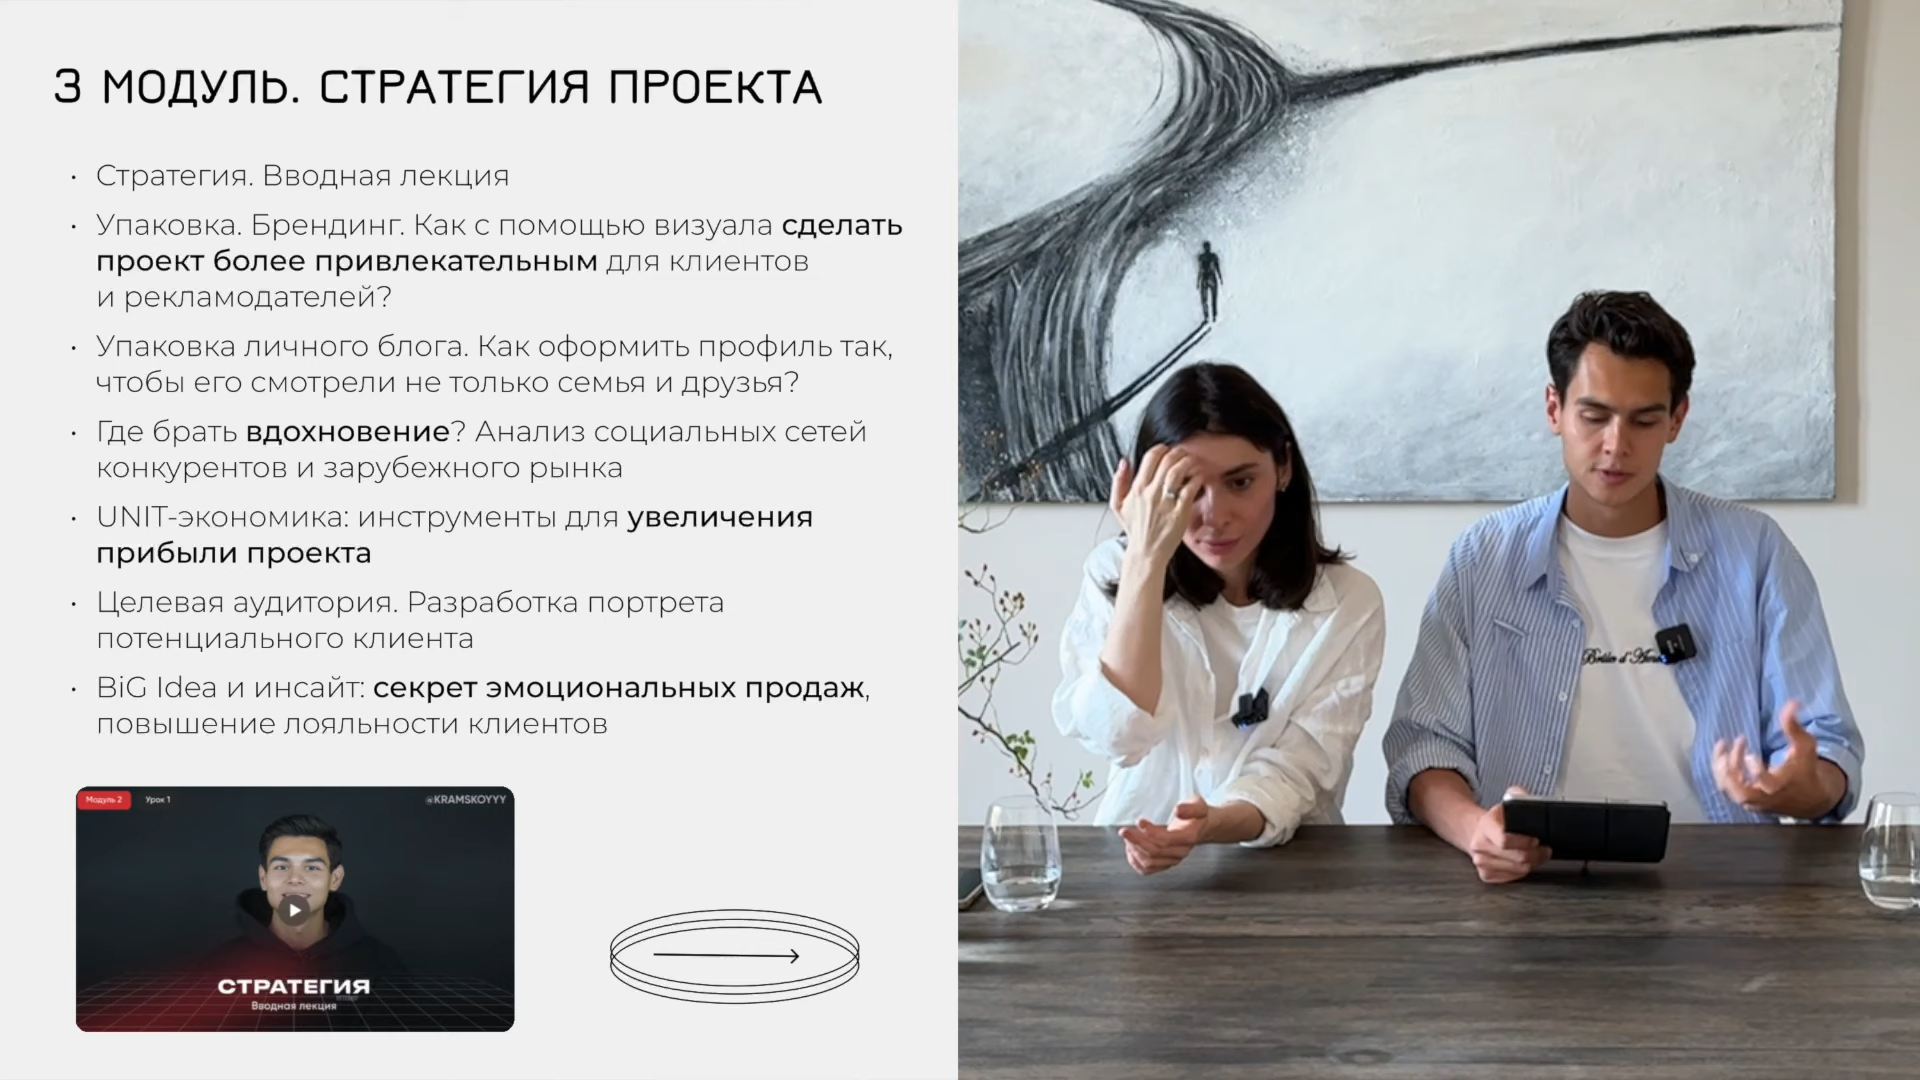 3 МОДУЛЬ. СТРАТЕГИЯ ПРОЕКТА
• Стратегия. Вводная лекция
• Упаковка. Брендинг. Как с помощью визуала сделать
проект более привлекательным для клиентов
и рекламодателей?
• Упаковка личного блога. Как оформить профиль так,
чтобы его смотрели не только семья и друзья?
• Где брать вдохновение? Анализ социальных сетей
конкурентов и зарубежного рынка
• UNIT-экономика: инструменты для увеличения
прибыли проекта
• Целевая аудитория. Разработка портрета
потенциального клиента
• BiG Idea и инсайт: секрет эмоциональных продаж,
повышение лояльности клиентов
Модуль 2 Урок 1 @KRAMSKOYYY
СТРАТЕГИЯ
Вводная лекция